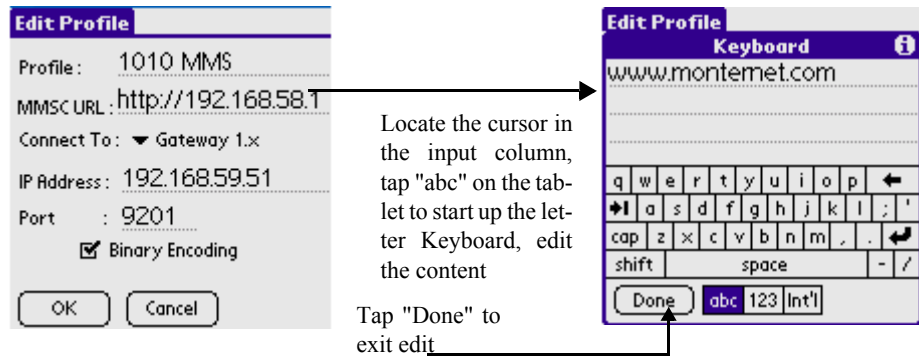 Edit Profile
Profile : 1010 MMS
MMSC URL : http://192.168.58.1
Connect To : Gateway 1.x
IP Address : 192.168.59.51
Port : 9201
Binary Encoding
OK Cancel
Locate the cursor in
the input column,
tap "abc" on the tab-
let to start up the let-
ter Keyboard, edit
the content
Tap "Done" to
exit edit
Edit Profile
Keyboard i
www.monternet.com
q w e r t y u i o p
a s d f g h j k l ; '
cap z x c v b n m , .
shift space - /
Done abc 123 Int'l